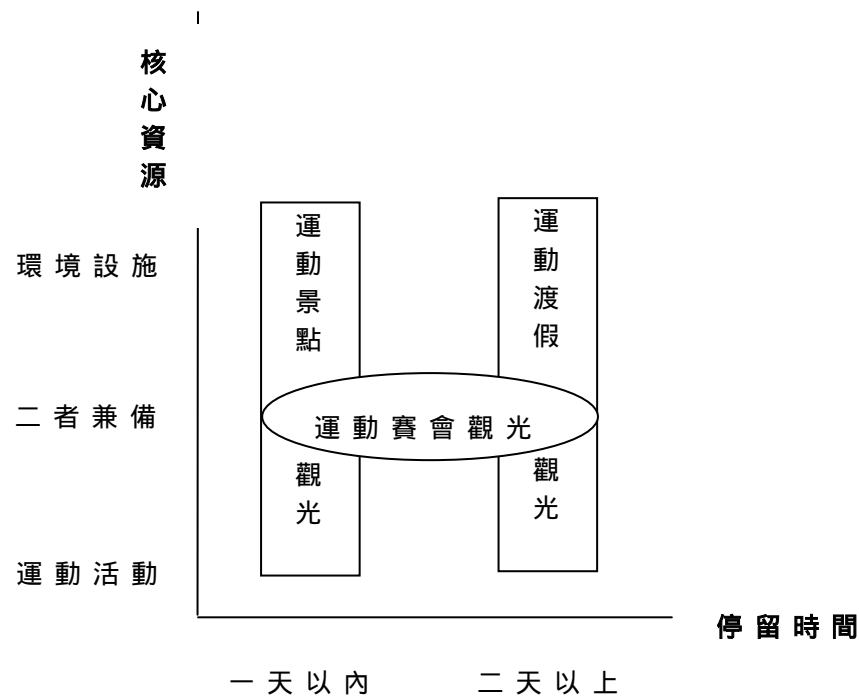 核心資源
環境設施
二者兼備
運動活動
運動景點
觀光
運動渡假
觀光
運動賽會觀光
停留時間
一天以內
二天以上